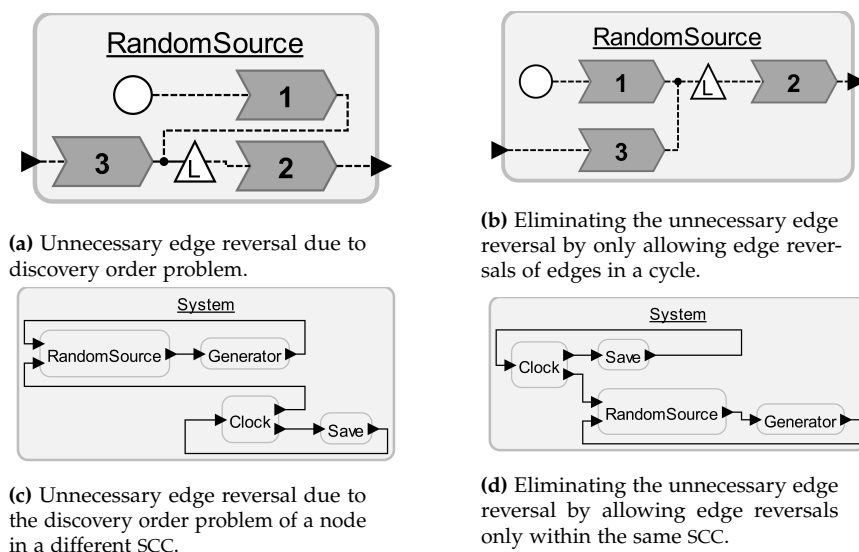 RandomSource
1
3
L
2
(a) Unnecessary edge reversal due to
discovery order problem.
RandomSource
1
L
2
3
(b) Eliminating the unnecessary edge
reversal by only allowing edge rever-
sals of edges in a cycle.
System
RandomSource
Generator
Clock
Save
(c) Unnecessary edge reversal due to
the discovery order problem of a node
in a different SCC.
System
Clock
Save
RandomSource
Generator
(d) Eliminating the unnecessary edge
reversal by allowing edge reversals
only within the same SCC.